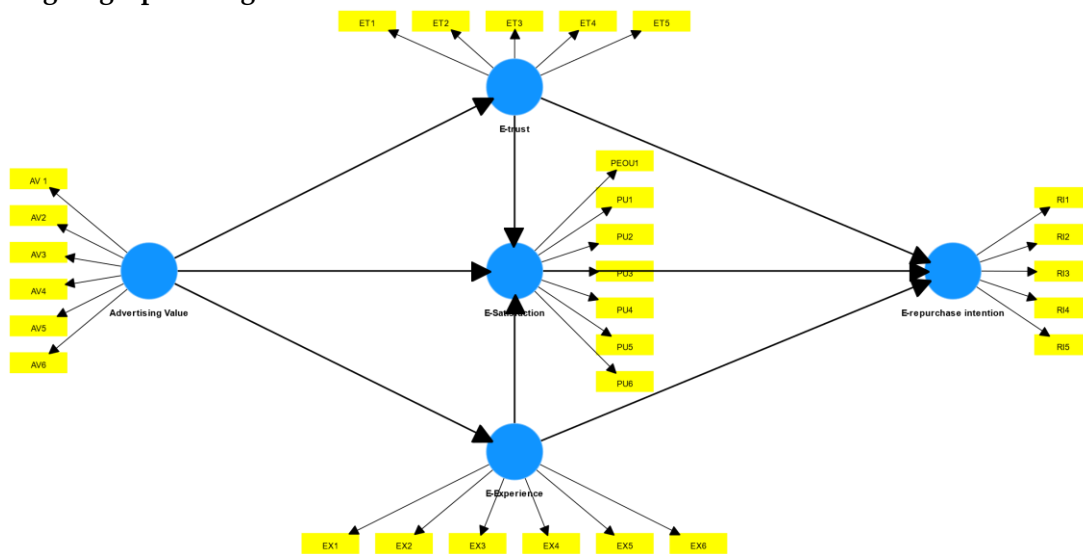 ET1
ET2
ET3
ET4
ET5
E-trust
AV 1
AV2
AV3
AV4
AV5
AV6
Advertising Value
PEOU1
PU1
PU2
PU3
PU4
PU5
PU6
E-Satisfaction
RI1
RI2
RI3
RI4
RI5
E-repurchase intention
E-Experience
EX1
EX2
EX3
EX4
EX5
EX6